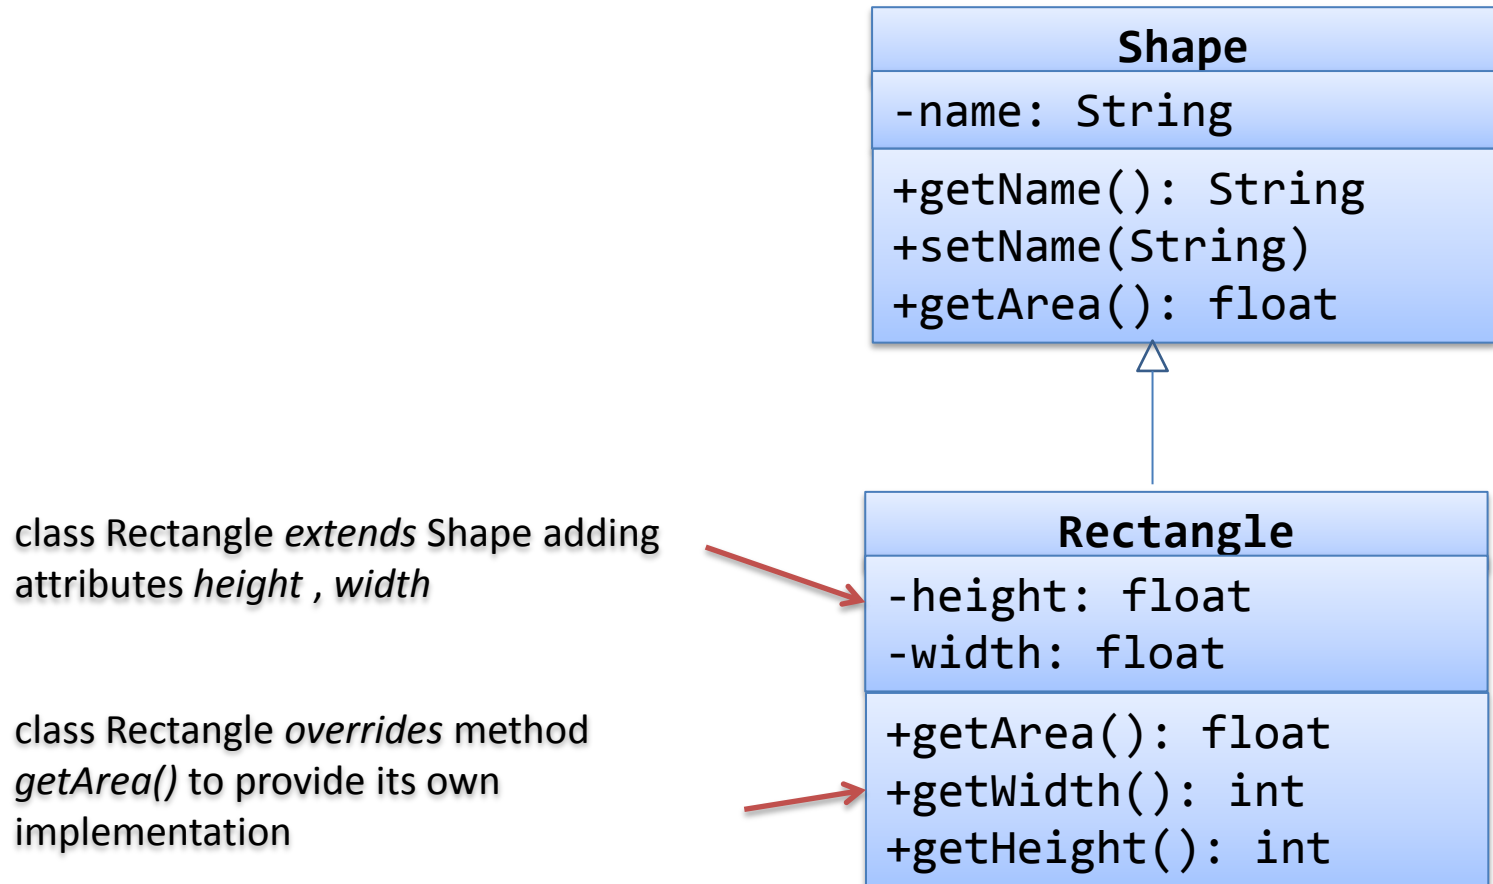 Shape
-name: String
+getName(): String
+setName(String)
+getArea(): float
class Rectangle extends Shape adding
attributes height , width
Rectangle
-height: float
-width: float
class Rectangle overrides method
getArea() to provide its own
implementation
+getArea(): float
+getWidth(): int
+getHeight(): int